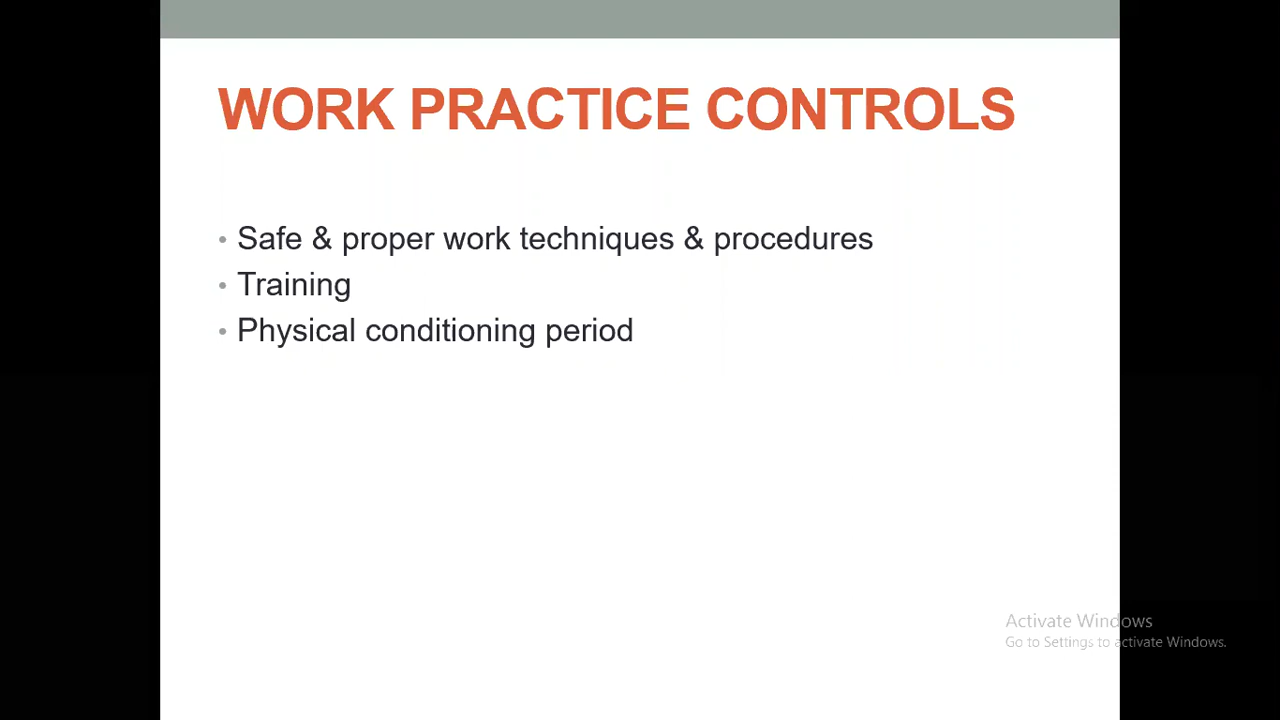 WORK PRACTICE CONTROLS
• Safe & proper work techniques & procedures
• Training
• Physical conditioning period
Activate Windows
Go to Settings to activate Windows.